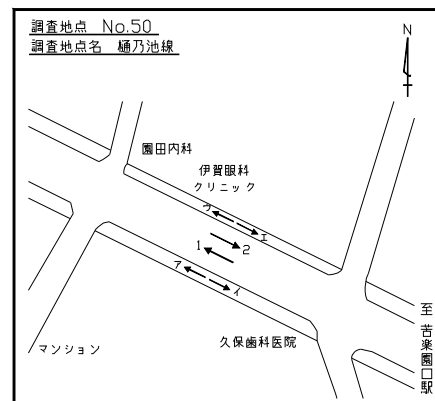 調査地点 No.50
調査地点名 樋乃池線
N
園田内科
伊賀眼科
クリニック
ウ
エ
1
2
ア
イ
久保歯科医院
マンション
至 苦楽園口駅